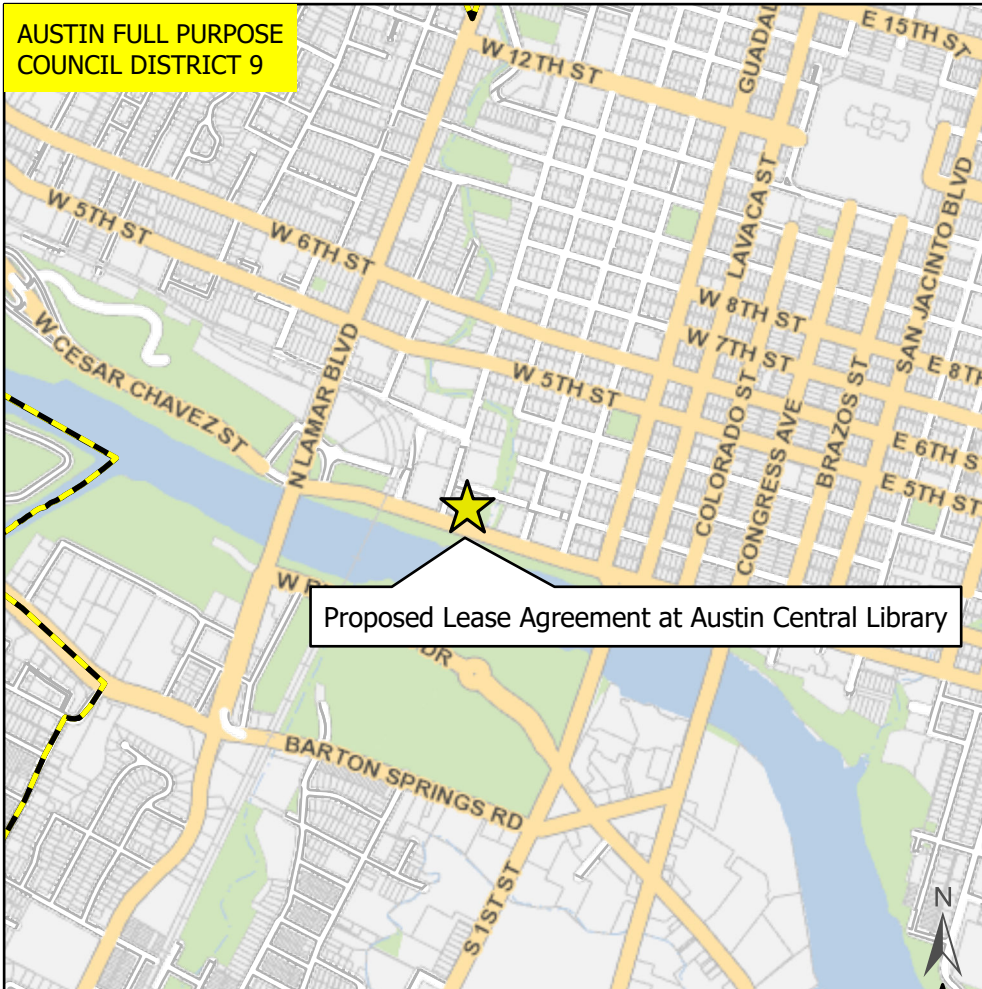 AUSTIN FULL PURPOSE
COUNCIL DISTRICT 9
E 15TH ST
W 12TH ST
LAVACA ST
SAN JACINTO BLVD
W 5TH ST
W 6TH ST
W 8TH ST
W 7TH ST
E 8TH
W CESAR CHAVEZ ST
N LAMAR BLVD
W 5TH ST
COLORADO ST
CONGRESS AVE
BRAZOS ST
E 6TH S
E 5TH ST
Proposed Lease Agreement at Austin Central Library
W
DR
BARTON SPRINGS RD
S 1ST ST
N